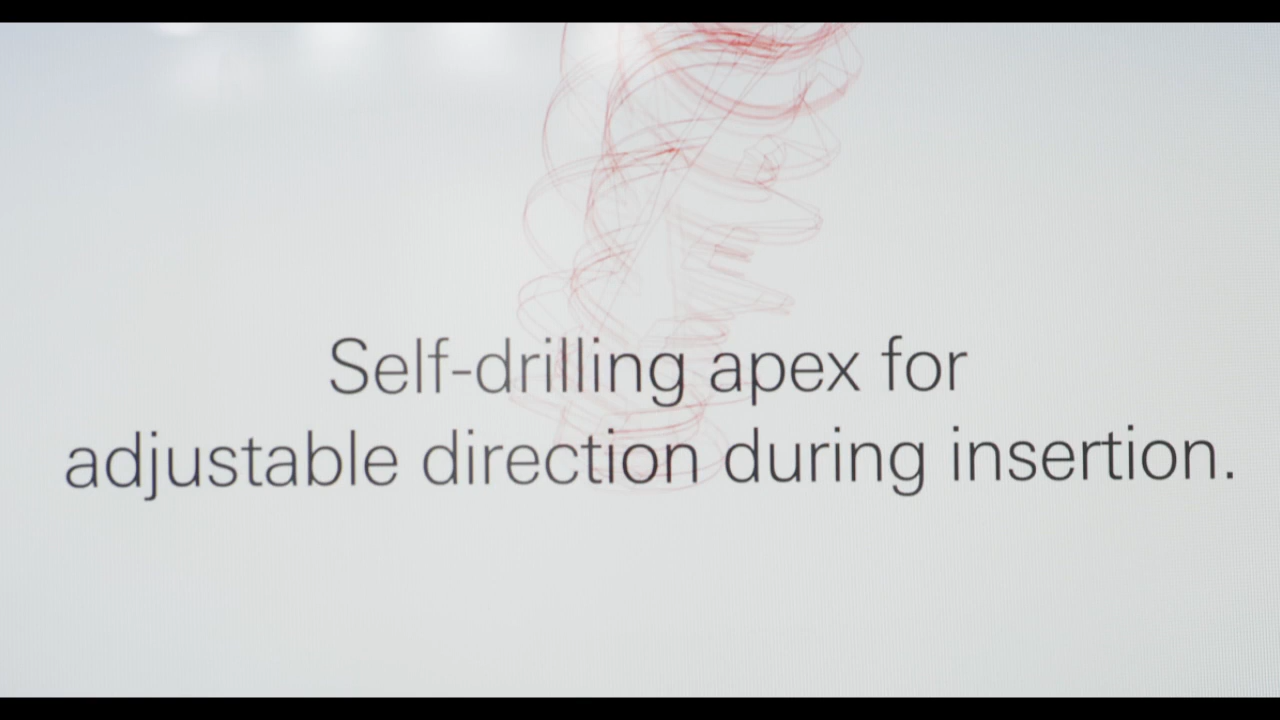 Self-drilling apex for
adjustable direction during insertion.